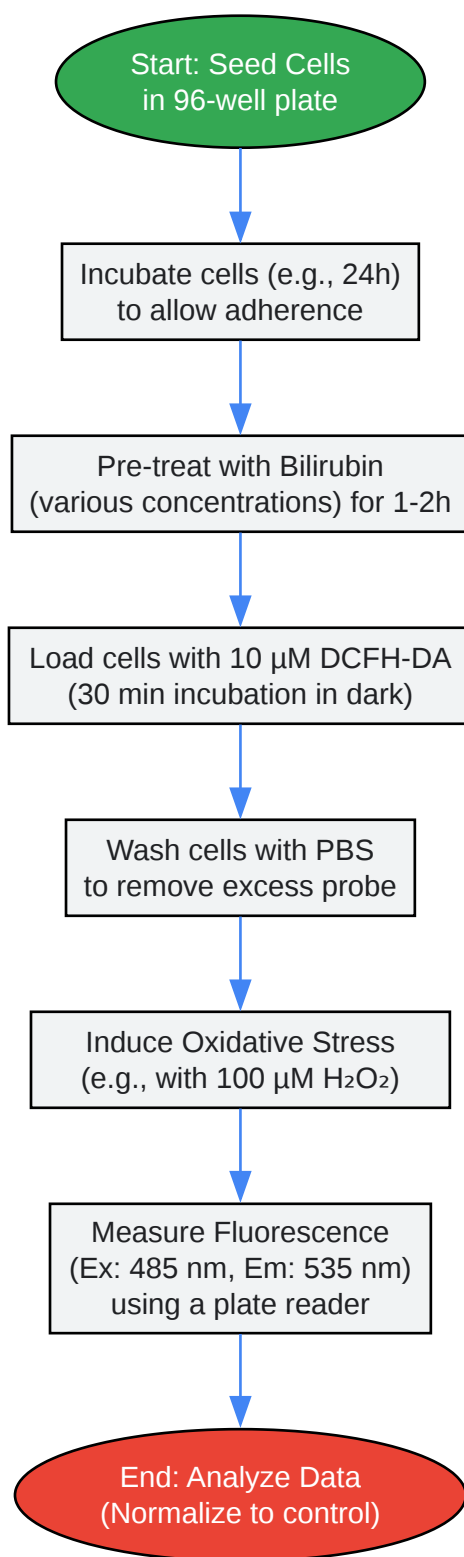 Start: Seed Cells
in 96-well plate
Incubate cells (e.g., 24h)
to allow adherence
Pre-treat with Bilirubin
(various concentrations) for 1-2h
Load cells with 10 µM DCFH-DA
(30 min incubation in dark)
Wash cells with PBS
to remove excess probe
Induce Oxidative Stress
(e.g., with 100 µM H₂O₂)
Measure Fluorescence
(Ex: 485 nm, Em: 535 nm)
using a plate reader
End: Analyze Data
(Normalize to control)